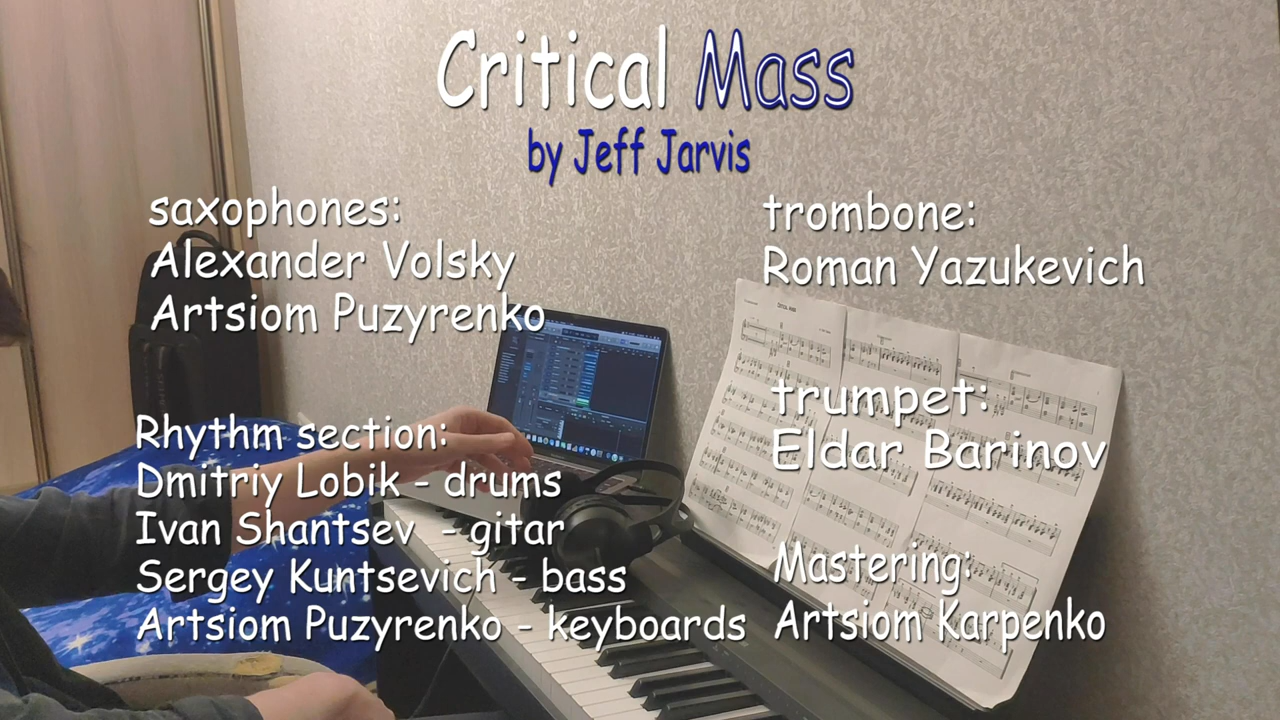 Critical Mass
by Jeff Jarvis
saxophones:
Alexander Volsky
Artsiom Puzyrenko
trombone:
Roman Yazukevich
trumpet:
Eldar Barinov
Rhythm section:
Dmitriy Lobik - drums
Ivan Shantsev - gitar
Sergey Kuntsevich - bass
Artsiom Puzyrenko - keyboards
Mastering:
Artsiom Karpenko